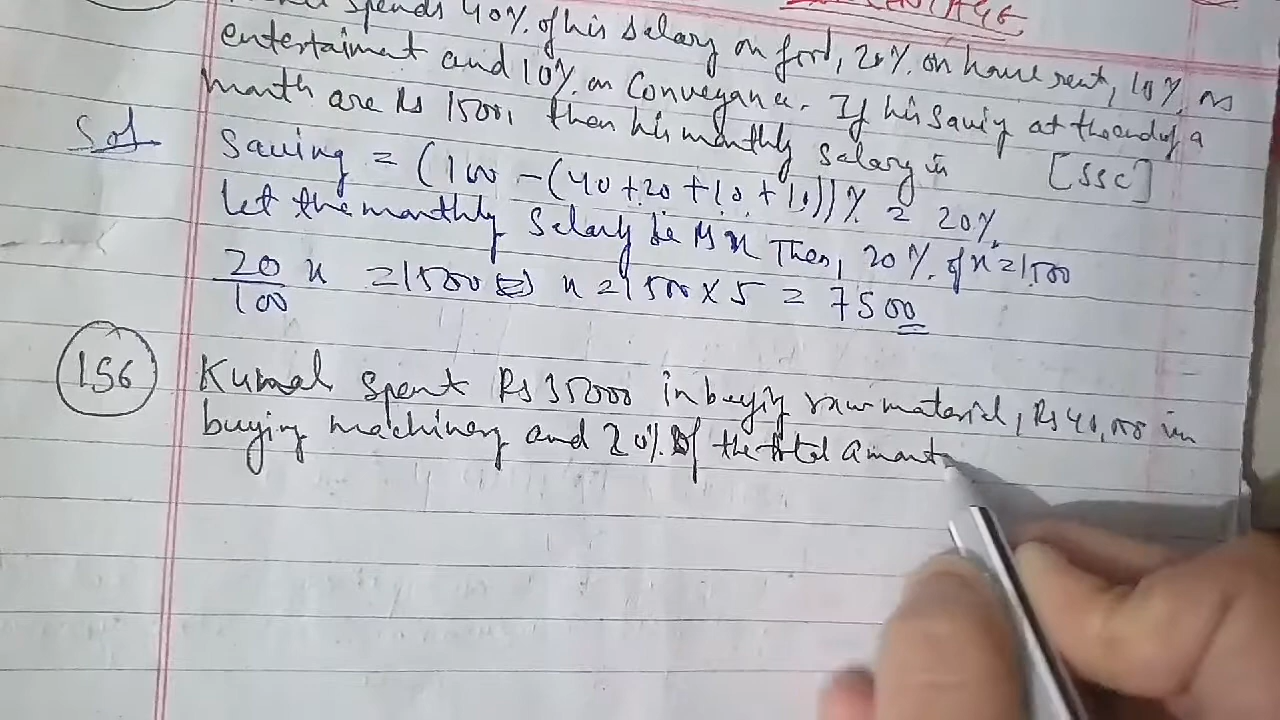 spends 40% of his salary on food, 20% on house rent, 10% on
entertaiment and 10% on Conveyance. If his saving at the end of a
month are Rs 1500, then his monthly salary is [SSC]
Sol Saving = (100 - (40 + 20 + 10 + 10))% = 20%.
Let the monthly Salary be Rs x Then, 20% of x = 1500
20/100 x = 1500 => x = 1500 × 5 = 7500
156 Kumal Spent Rs 35000 in buying raw material, Rs 40,000 in
buying machinery and 20% of the total amant